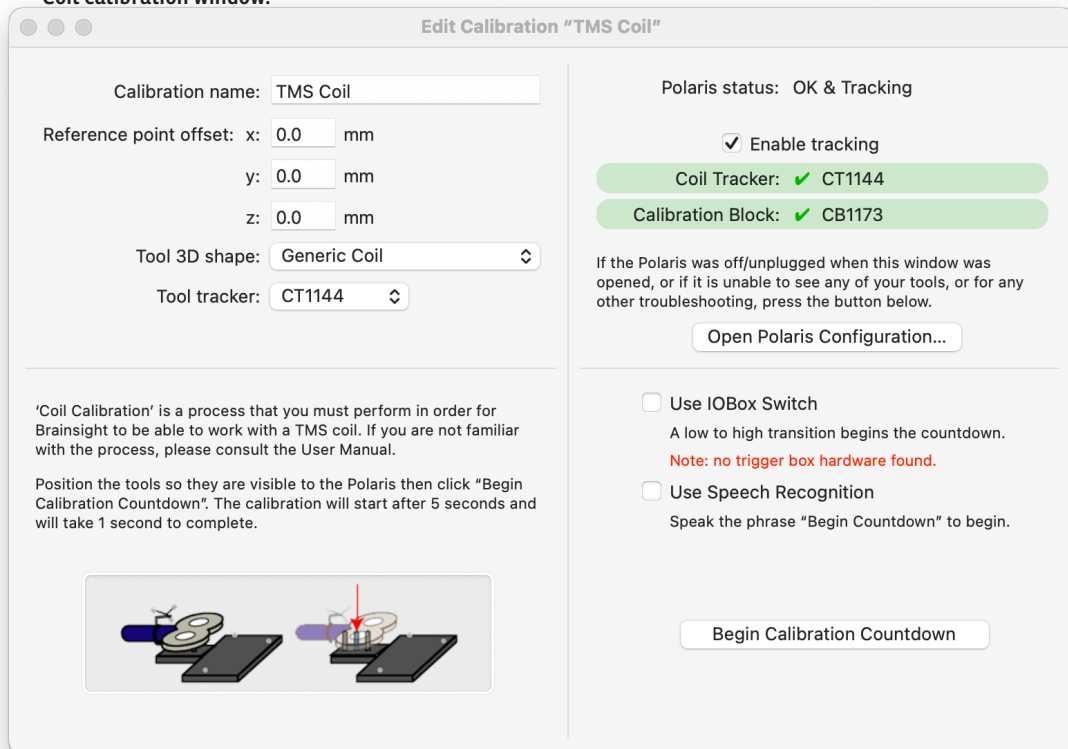 Coil calibration window.
Edit Calibration “TMS Coil”
Calibration name: TMS Coil
Reference point offset: x: 0.0 mm
y: 0.0 mm
z: 0.0 mm
Tool 3D shape: Generic Coil
Tool tracker: CT1144
Polaris status: OK & Tracking
Enable tracking
Coil Tracker: ✔ CT1144
Calibration Block: ✔ CB1173
If the Polaris was off/unplugged when this window was
opened, or if it is unable to see any of your tools, or for any
other troubleshooting, press the button below.
Open Polaris Configuration...
‘Coil Calibration’ is a process that you must perform in order for
Brainsight to be able to work with a TMS coil. If you are not familiar
with the process, please consult the User Manual.
Position the tools so they are visible to the Polaris then click “Begin
Calibration Countdown”. The calibration will start after 5 seconds and
will take 1 second to complete.
Use IOBox Switch
A low to high transition begins the countdown.
Note: no trigger box hardware found.
Use Speech Recognition
Speak the phrase “Begin Countdown” to begin.
Begin Calibration Countdown